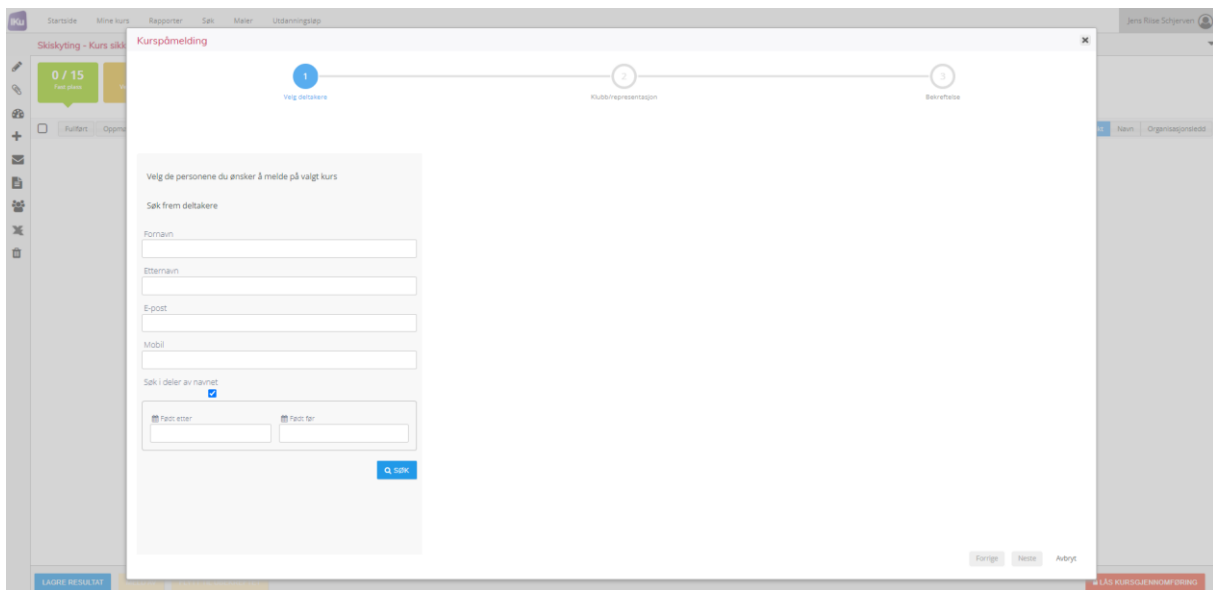 iKu
Startside Mine kurs Rapporter Søk Maler Utdanningsløp
Jens Riise Schjerven
Skiskyting - Kurs sikk
Kurspåmelding
0 / 15
1
2
3
Velg deltakere
Klubb/representasjon
Bekreftelse
Fullført Oppmø
Navn Organisasjonsledd
Velg de personene du ønsker å melde på valgt kurs
Søk frem deltakere
Fornavn
Etternavn
E-post
Mobil
Søk i deler av navnet
Født etter Født før
SØK
Forrige Neste Avbryt
LAGRE RESULTAT
LÅS KURSGJENNOMFØRING